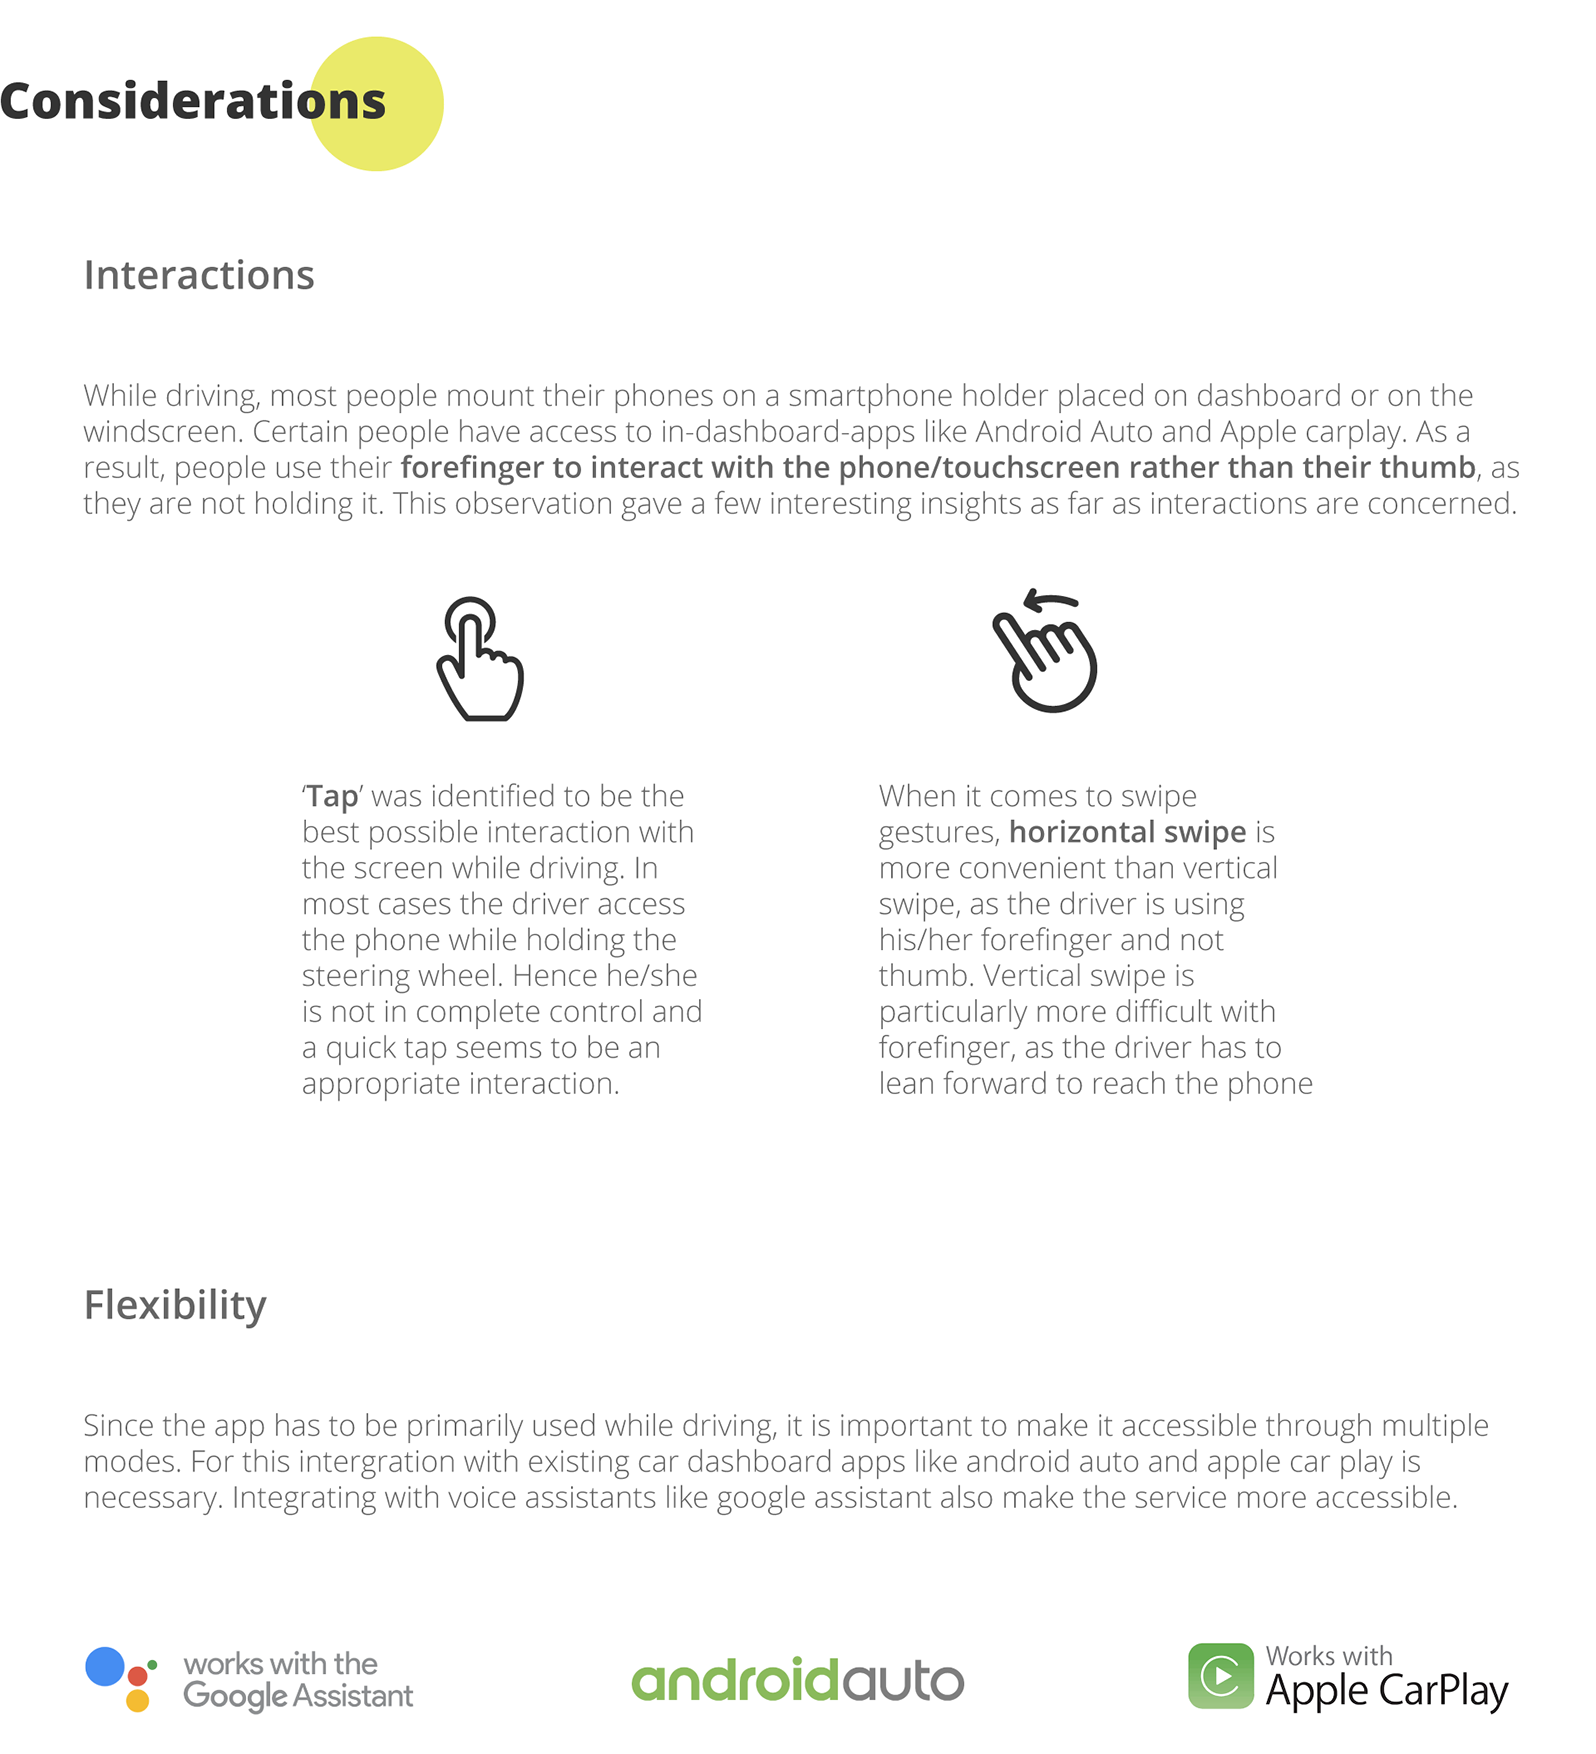 Considerations
Interactions
While driving, most people mount their phones on a smartphone holder placed on dashboard or on the
windscreen. Certain people have access to in-dashboard-apps like Android Auto and Apple carplay. As a
result, people use their forefinger to interact with the phone/touchscreen rather than their thumb, as
they are not holding it. This observation gave a few interesting insights as far as interactions are concerned.
‘Tap’ was identified to be the
best possible interaction with
the screen while driving. In
most cases the driver access
the phone while holding the
steering wheel. Hence he/she
is not in complete control and
a quick tap seems to be an
appropriate interaction.
When it comes to swipe
gestures, horizontal swipe is
more convenient than vertical
swipe, as the driver is using
his/her forefinger and not
thumb. Vertical swipe is
particularly more difficult with
forefinger, as the driver has to
lean forward to reach the phone
Flexibility
Since the app has to be primarily used while driving, it is important to make it accessible through multiple
modes. For this intergration with existing car dashboard apps like android auto and apple car play is
necessary. Integrating with voice assistants like google assistant also make the service more accessible.
works with the
Google Assistant
androidauto
Works with
Apple CarPlay